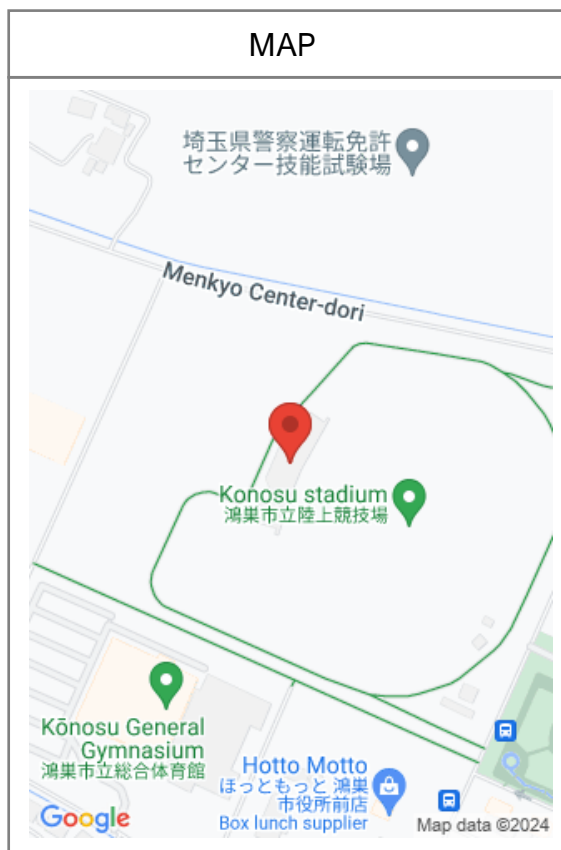 MAP
埼玉県警察運転免許
センター技能試験場
Menkyo Center-dori
Konosu stadium
鴻巣市立陸上競技場
Kōnosu General
Gymnasium
鴻巣市立総合体育館
Hotto Motto
ほっともっと 鴻巣
市役所前店
Box lunch supplier
Google
Map data ©2024